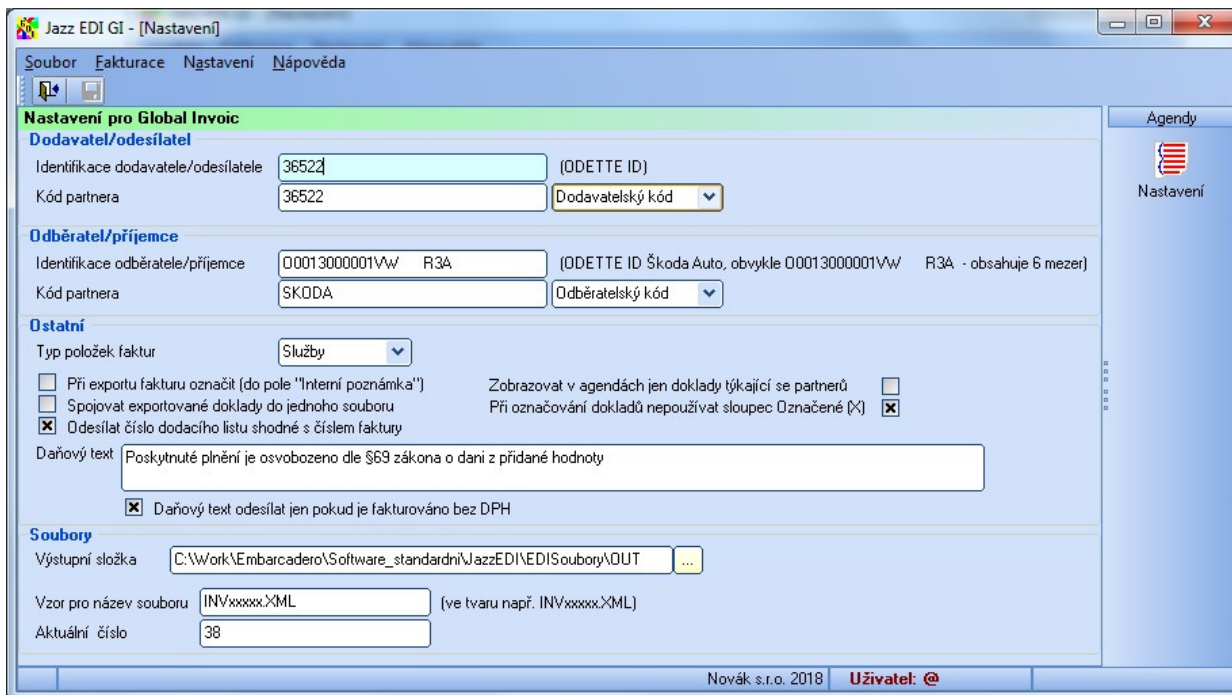 Jazz EDI GI - [Nastavení]
Soubor Fakturace Nastavení Nápověda
Nastavení pro Global Invoic
Agendy
Nastavení
Dodavatel/odesílatel
Identifikace dodavatele/odesílatele 36522 (ODETTE ID)
Kód partnera 36522 Dodavatelský kód
Odběratel/příjemce
Identifikace odběratele/příjemce O0013000001VW      R3A (ODETTE ID Škoda Auto, obvykle O0013000001VW      R3A - obsahuje 6 mezer)
Kód partnera SKODA Odběratelský kód
Ostatní
Typ položek faktur Služby
Při exportu fakturu označit (do pole "Interní poznámka") Zobrazovat v agendách jen doklady týkající se partnerů
Spojovat exportované doklady do jednoho souboru Při označování dokladů nepoužívat sloupec Označené (X)
Odesílat číslo dodacího listu shodné s číslem faktury
Daňový text Poskytnuté plnění je osvobozeno dle §69 zákona o dani z přidané hodnoty
Daňový text odesílat jen pokud je fakturováno bez DPH
Soubory
Výstupní složka C:\Work\Embarcadero\Software_standardni\JazzEDI\EDISoubory\OUT ...
Vzor pro název souboru INVxxxxx.XML (ve tvaru např. INVxxxxx.XML)
Aktuální číslo 38
Novák s.r.o. 2018 Uživatel: @